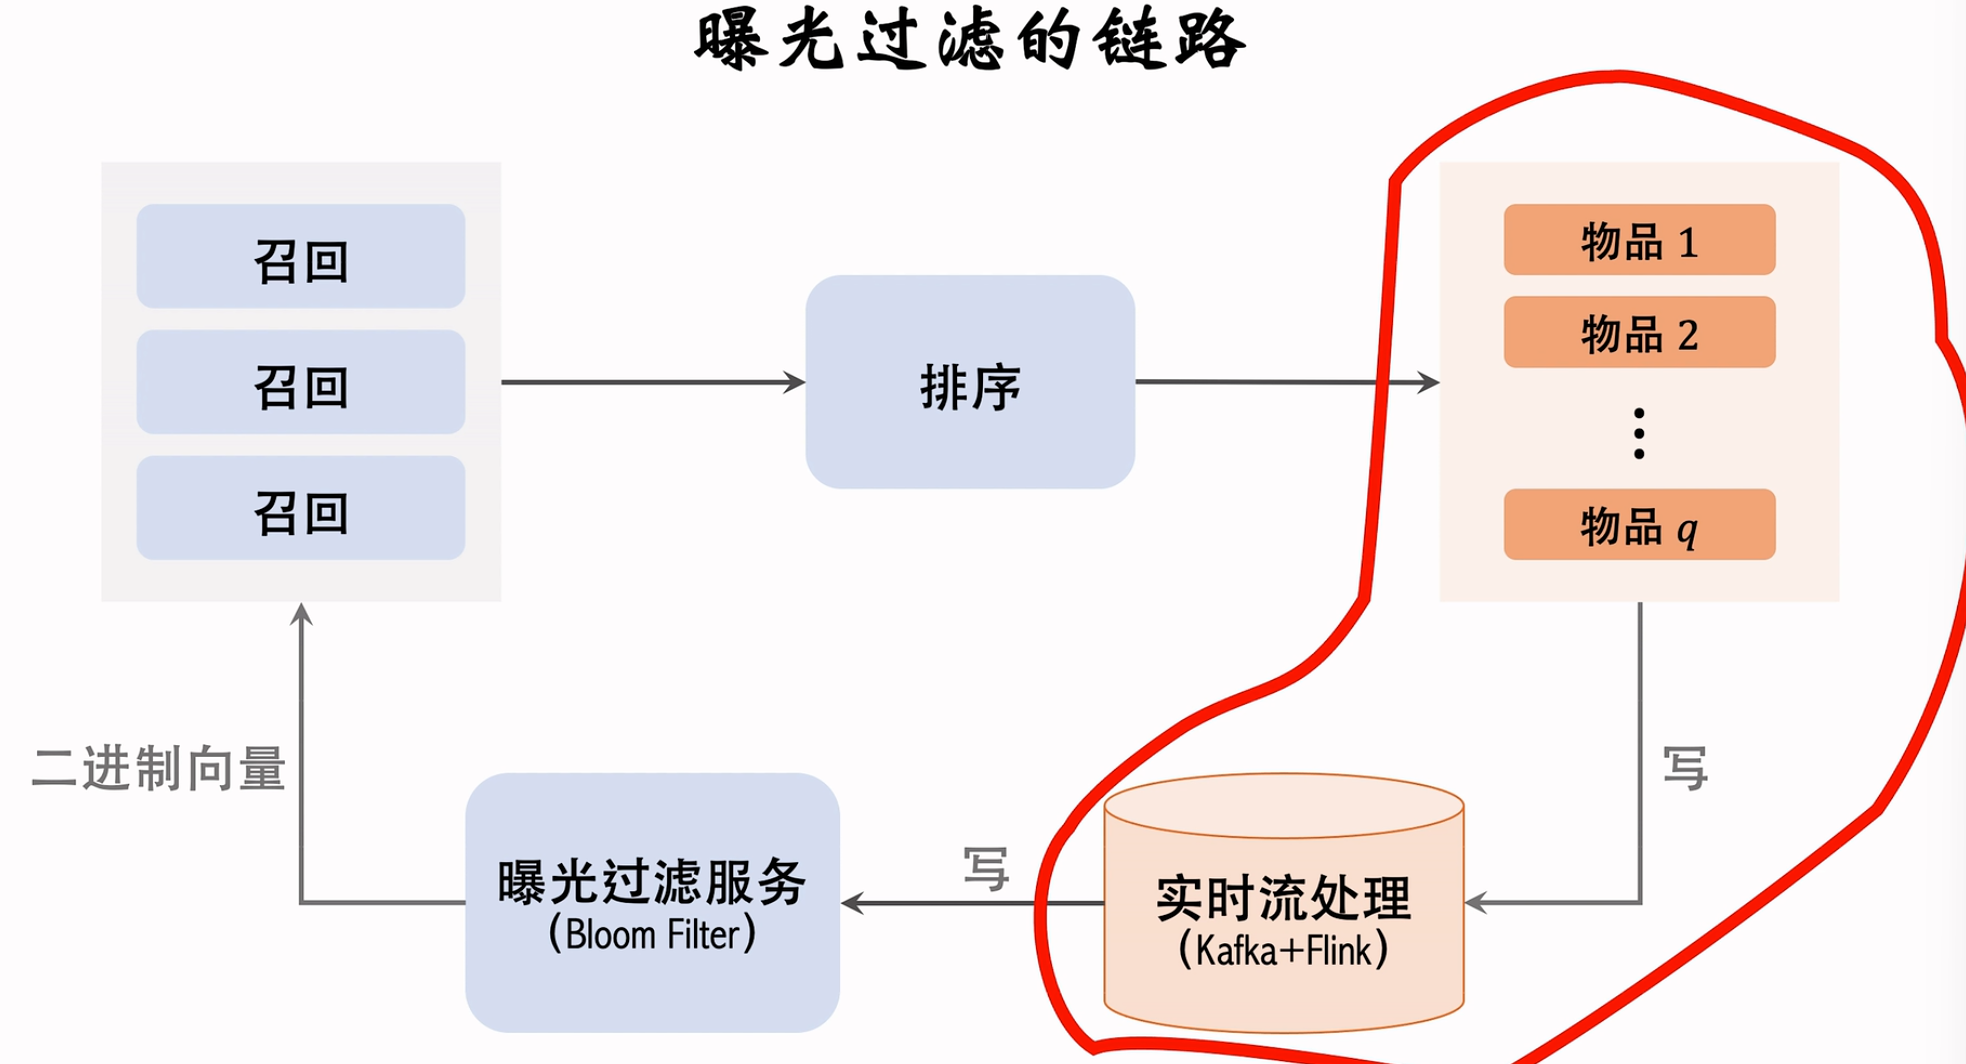 曝光过滤的链路
召回
召回
召回
排序
物品 1
物品 2
⋮
物品 q
二进制向量
曝光过滤服务
(Bloom Filter)
写
实时流处理
(Kafka+Flink)
写